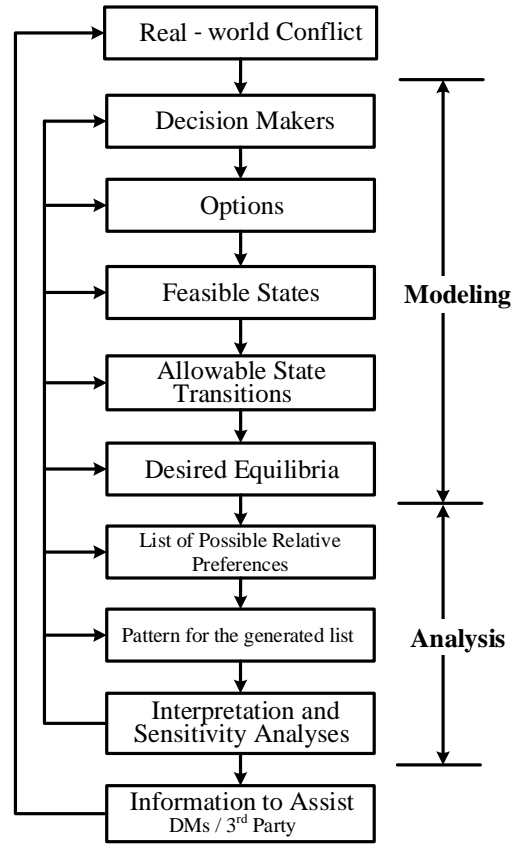 Real - world Conflict
Decision Makers
Options
Feasible States
Modeling
Allowable State
Transitions
Desired Equilibria
List of Possible Relative
Preferences
Pattern for the generated list
Analysis
Interpretation and
Sensitivity Analyses
Information to Assist
DMs / 3rd Party